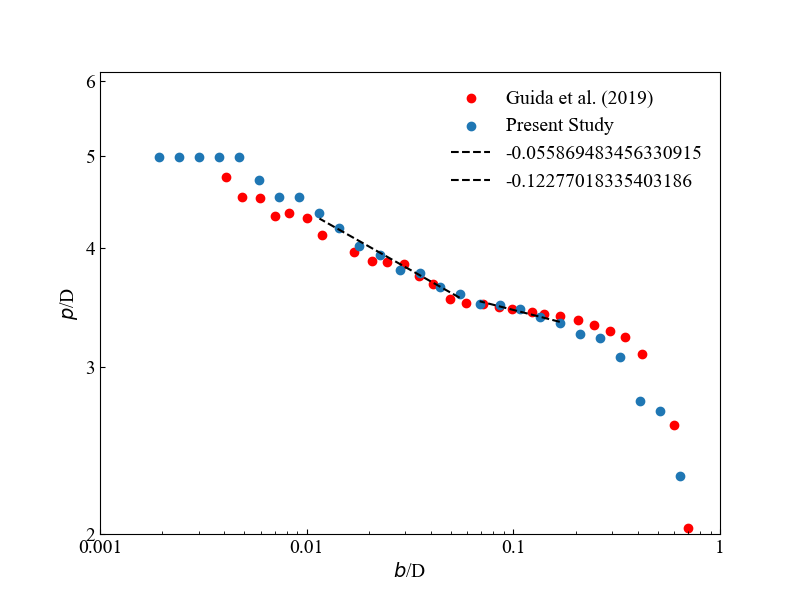 6
5
4
3
2
p/D
Guida et al. (2019)
Present Study
-0.055869483456330915
-0.12277018335403186
0.001
0.01
0.1
1
b/D